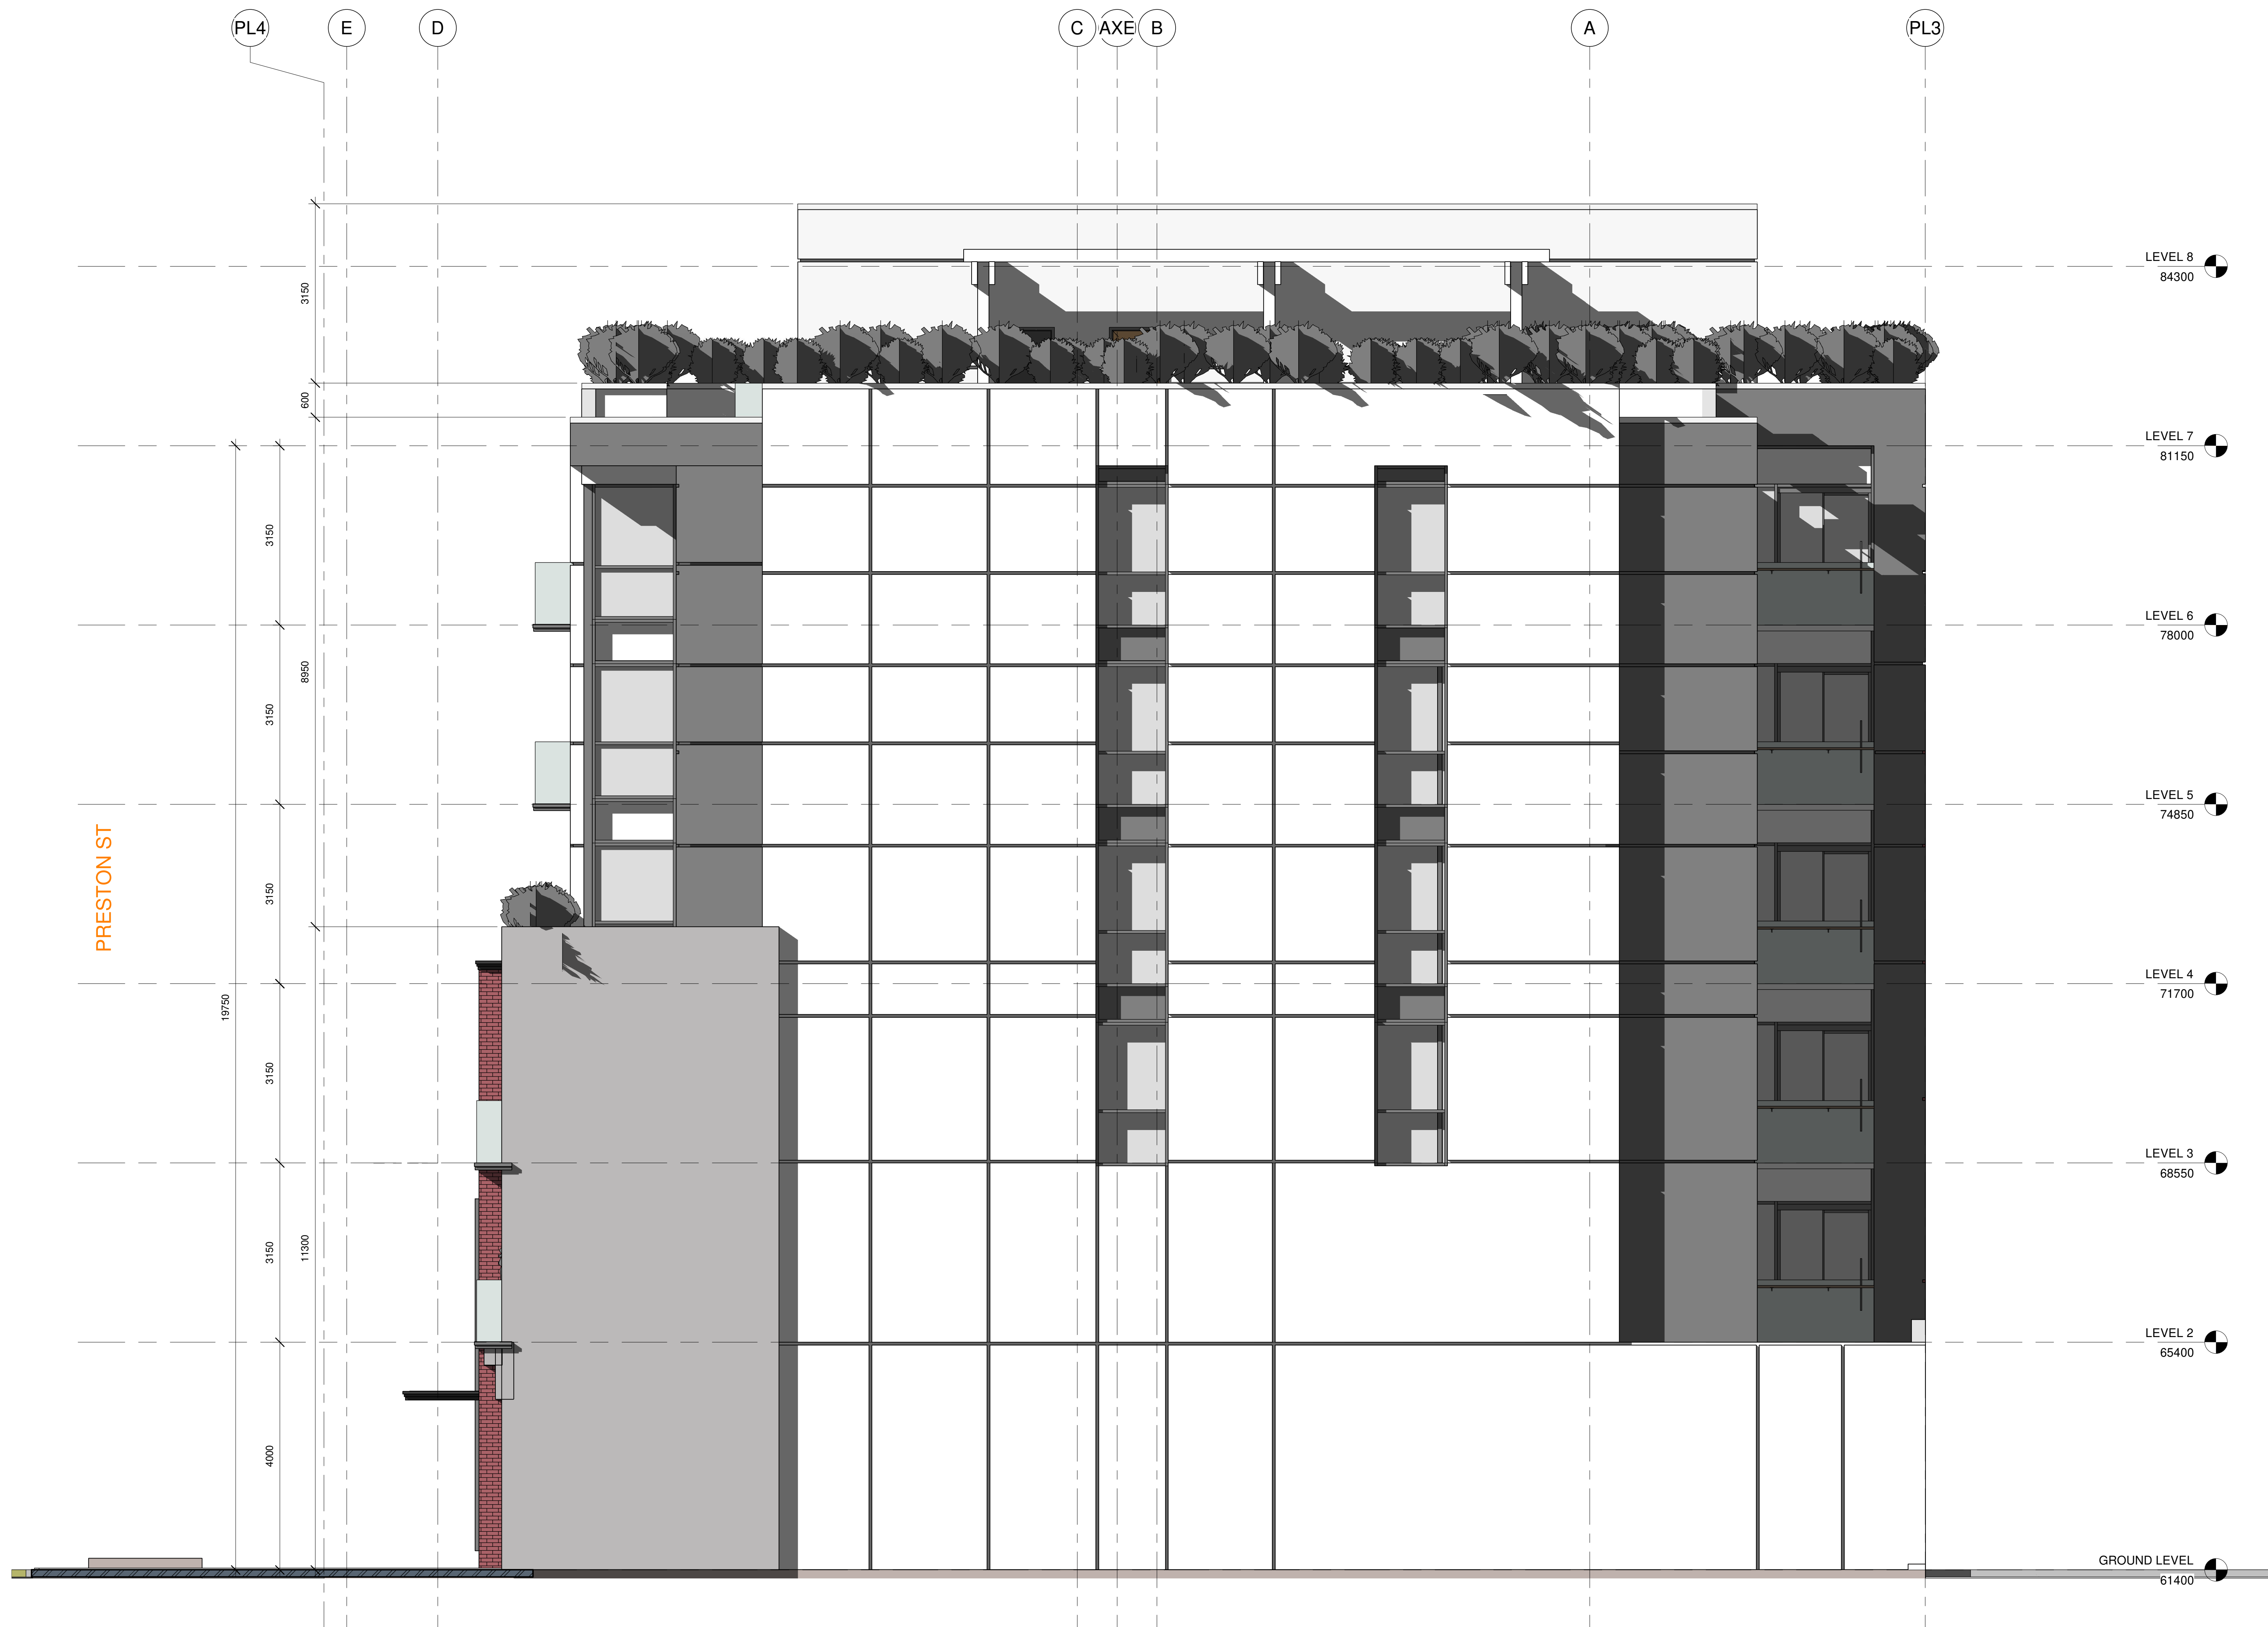 PL4
E
D
C
AXE
B
A
PL3
LEVEL 8
84300
3150
600
LEVEL 7
81150
3150
LEVEL 6
78000
8950
3150
LEVEL 5
74850
PRESTON ST
3150
LEVEL 4
71700
19750
3150
LEVEL 3
68550
3150
11300
LEVEL 2
65400
4000
GROUND LEVEL
61400